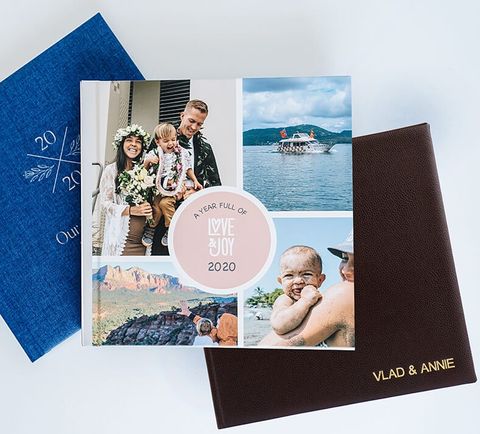 20
20
Our
A YEAR FULL OF
LOVE
& JOY
2020
VLAD & ANNIE